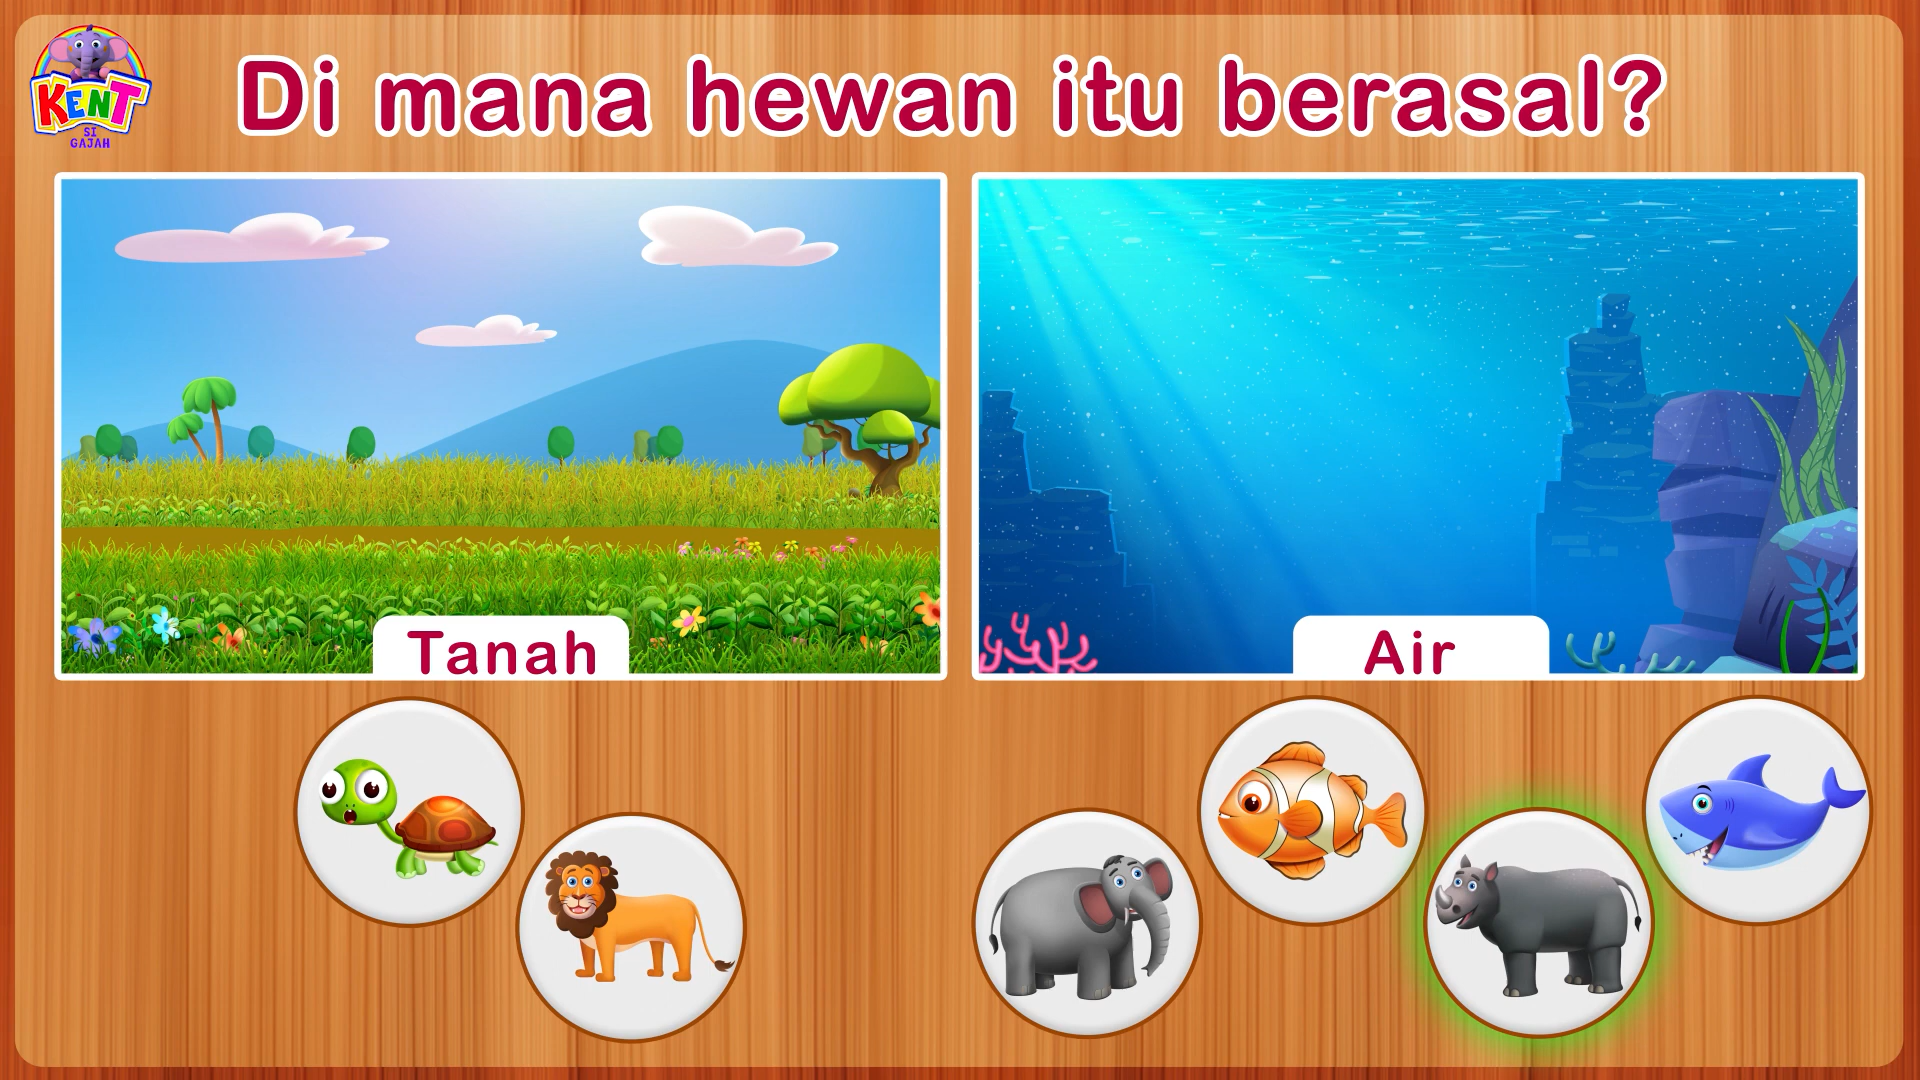 KENT
SI
GAJAH
Di mana hewan itu berasal?
Tanah
Air